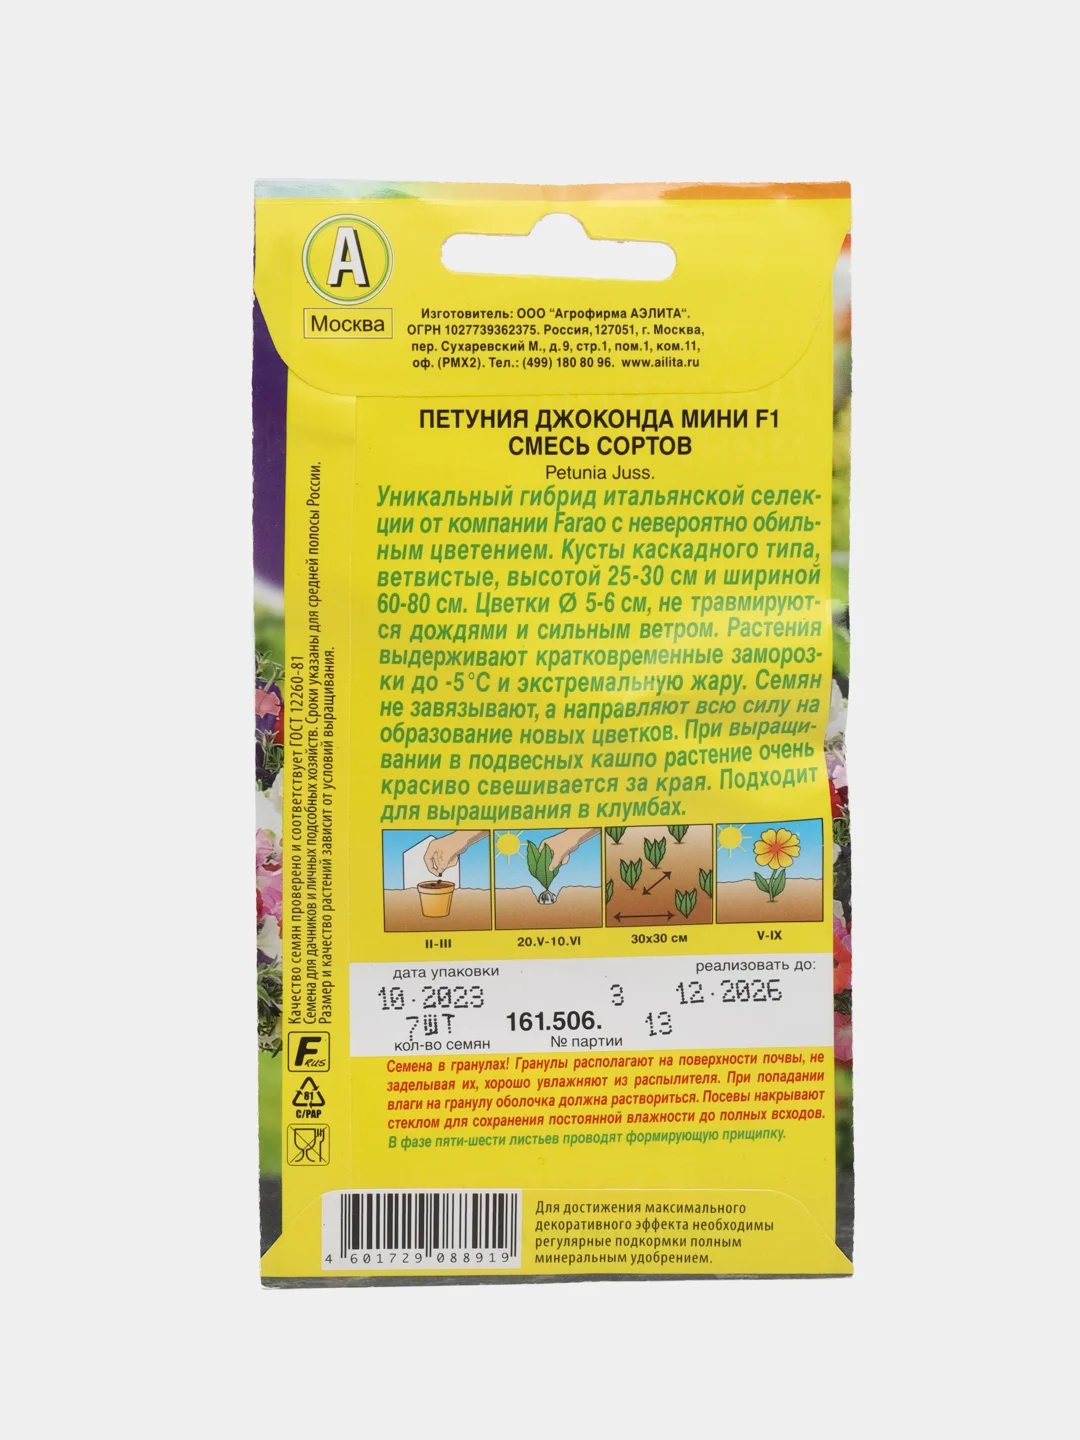 А
Москва
Изготовитель: ООО “Агрофирма АЭЛИТА“.
ОГРН 1027739362375. Россия,127051, г. Москва,
пер. Сухаревский М., д.9, стр.1, пом.1, ком.11,
оф. (РМХ2). Тел.: (499) 180 80 96. www.ailita.ru
ПЕТУНИЯ ДЖОКОНДА МИНИ F1
СМЕСЬ СОРТОВ
Petunia Juss.
Уникальный гибрид итальянской селек-
ции от компании Farao с невероятно обиль-
ным цветением. Кусты каскадного типа,
ветвистые, высотой 25-30 см и шириной
60-80 см. Цветки Ø 5-6 см, не травмируют-
ся дождями и сильным ветром. Растения
выдерживают кратковременные замороз-
ки до -5°С и экстремальную жару. Семян
не завязывают, а направляют всю силу на
образование новых цветков. При выращи-
вании в подвесных кашпо растение очень
красиво свешивается за края. Подходит
для выращивания в клумбах.
II-III
20.V-10.VI
30х30 см
V-IX
Качество семян проверено и соответствует ГОСТ 12260-81
Семена для дачников и личных подсобных хозяйств. Сроки указаны для средней полосы России.
Размер и качество растений зависит от условий выращивания.
дата упаковки
реализовать до:
10.2023 3 12.2026
7ШТ 161.506. 13
кол-во семян № партии
F RUS
81
C/PAP
Семена в гранулах! Гранулы располагают на поверхности почвы, не
заделывая их, хорошо увлажняют из распылителя. При попадании
влаги на гранулу оболочка должна раствориться. Посевы накрывают
стеклом для сохранения постоянной влажности до полных всходов.
В фазе пяти-шести листьев проводят формирующую прищипку.
4 601729 088919
Для достижения максимального
декоративного эффекта необходимы
регулярные подкормки полным
минеральным удобрением.